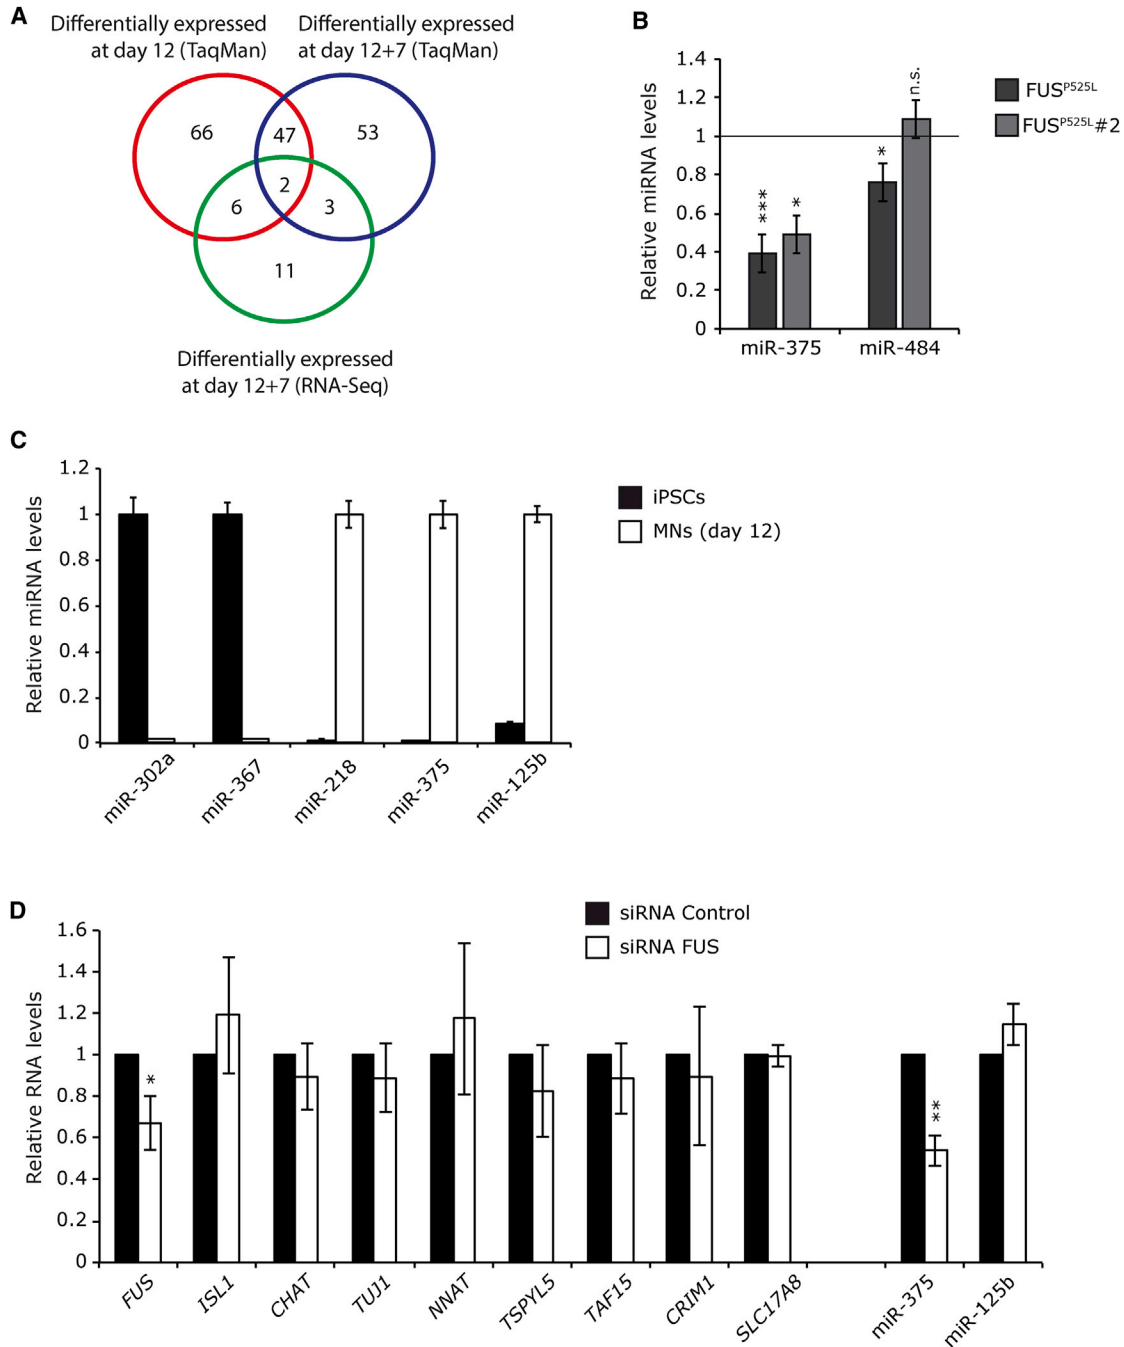 A
Differentially expressed
at day 12 (TaqMan)
Differentially expressed
at day 12+7 (TaqMan)
66
47
53
2
6
3
11
Differentially expressed
at day 12+7 (RNA-Seq)
B
Relative miRNA levels
1.4
1.2
1
0.8
0.6
0.4
0.2
0
***
*
*
n.s.
miR-375
miR-484
FUSP525L
FUSP525L#2
C
Relative miRNA levels
1.2
1
0.8
0.6
0.4
0.2
0
miR-302a
miR-367
miR-218
miR-375
miR-125b
iPSCs
MNs (day 12)
D
siRNA Control
siRNA FUS
Relative RNA levels
1.6
1.4
1.2
1
0.8
0.6
0.4
0.2
0
*
**
FUS
ISL1
CHAT
TUJ1
NNAT
TSPYL5
TAF15
CRIM1
SLC17A8
miR-375
miR-125b